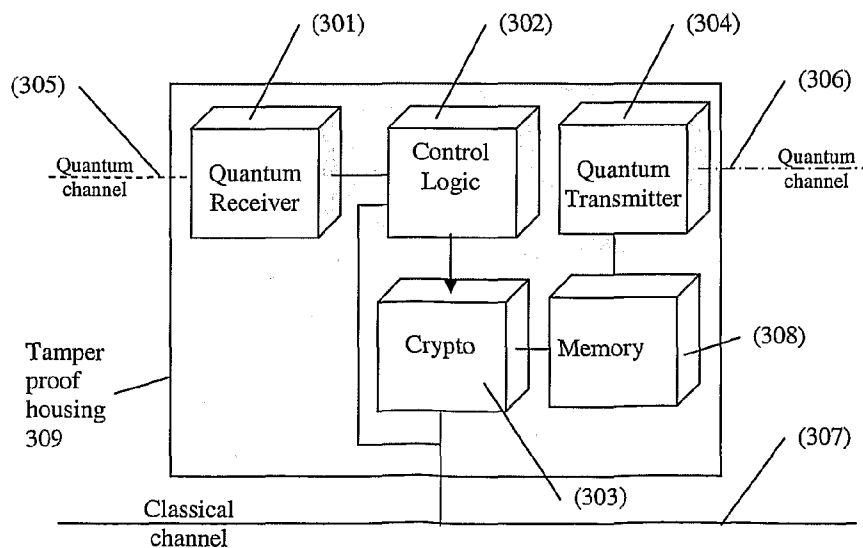 (301)
(302)
(304)
(305)
(306)
Quantum
channel
Quantum
Receiver
Control
Logic
Quantum
Transmitter
Quantum
channel
Crypto
Memory
(308)
Tamper
proof
housing
309
(303)
(307)
Classical
channel